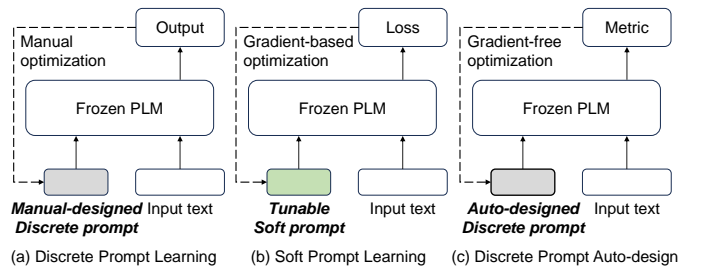 Output
Manual
optimization
Frozen PLM
Manual-designed
Discrete prompt
Input text
(a) Discrete Prompt Learning
Loss
Gradient-based
optimization
Frozen PLM
Tunable
Soft prompt
Input text
(b) Soft Prompt Learning
Metric
Gradient-free
optimization
Frozen PLM
Auto-designed
Discrete prompt
Input text
(c) Discrete Prompt Auto-design